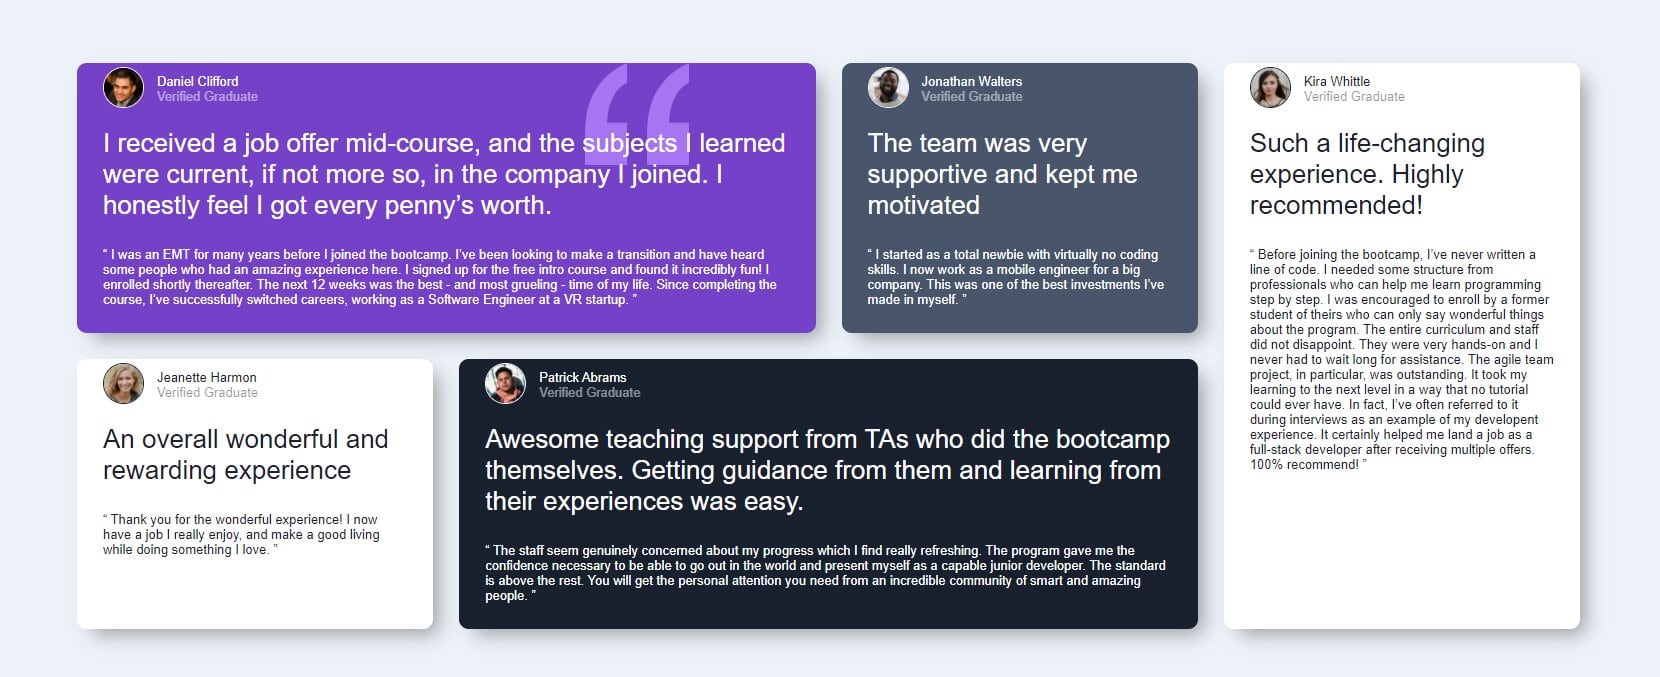 Daniel Clifford
Verified Graduate
I received a job offer mid-course, and the subjects I learned
were current, if not more so, in the company I joined. I
honestly feel I got every penny’s worth.
“ I was an EMT for many years before I joined the bootcamp. I’ve been looking to make a transition and have heard
some people who had an amazing experience here. I signed up for the free intro course and found it incredibly fun! I
enrolled shortly thereafter. The next 12 weeks was the best - and most grueling - time of my life. Since completing the
course, I’ve successfully switched careers, working as a Software Engineer at a VR startup. ”
Jonathan Walters
Verified Graduate
The team was very
supportive and kept me
motivated
“ I started as a total newbie with virtually no coding
skills. I now work as a mobile engineer for a big
company. This was one of the best investments I’ve
made in myself. ”
Kira Whittle
Verified Graduate
Such a life-changing
experience. Highly
recommended!
“ Before joining the bootcamp, I’ve never written a
line of code. I needed some structure from
professionals who can help me learn programming
step by step. I was encouraged to enroll by a former
student of theirs who can only say wonderful things
about the program. The entire curriculum and staff
did not disappoint. They were very hands-on and I
never had to wait long for assistance. The agile team
project, in particular, was outstanding. It took my
learning to the next level in a way that no tutorial
could ever have. In fact, I’ve often referred to it
during interviews as an example of my developent
experience. It certainly helped me land a job as a
full-stack developer after receiving multiple offers.
100% recommend! ”
Jeanette Harmon
Verified Graduate
An overall wonderful and
rewarding experience
“ Thank you for the wonderful experience! I now
have a job I really enjoy, and make a good living
while doing something I love. ”
Patrick Abrams
Verified Graduate
Awesome teaching support from TAs who did the bootcamp
themselves. Getting guidance from them and learning from
their experiences was easy.
“ The staff seem genuinely concerned about my progress which I find really refreshing. The program gave me the
confidence necessary to be able to go out in the world and present myself as a capable junior developer. The standard
is above the rest. You will get the personal attention you need from an incredible community of smart and amazing
people. ”